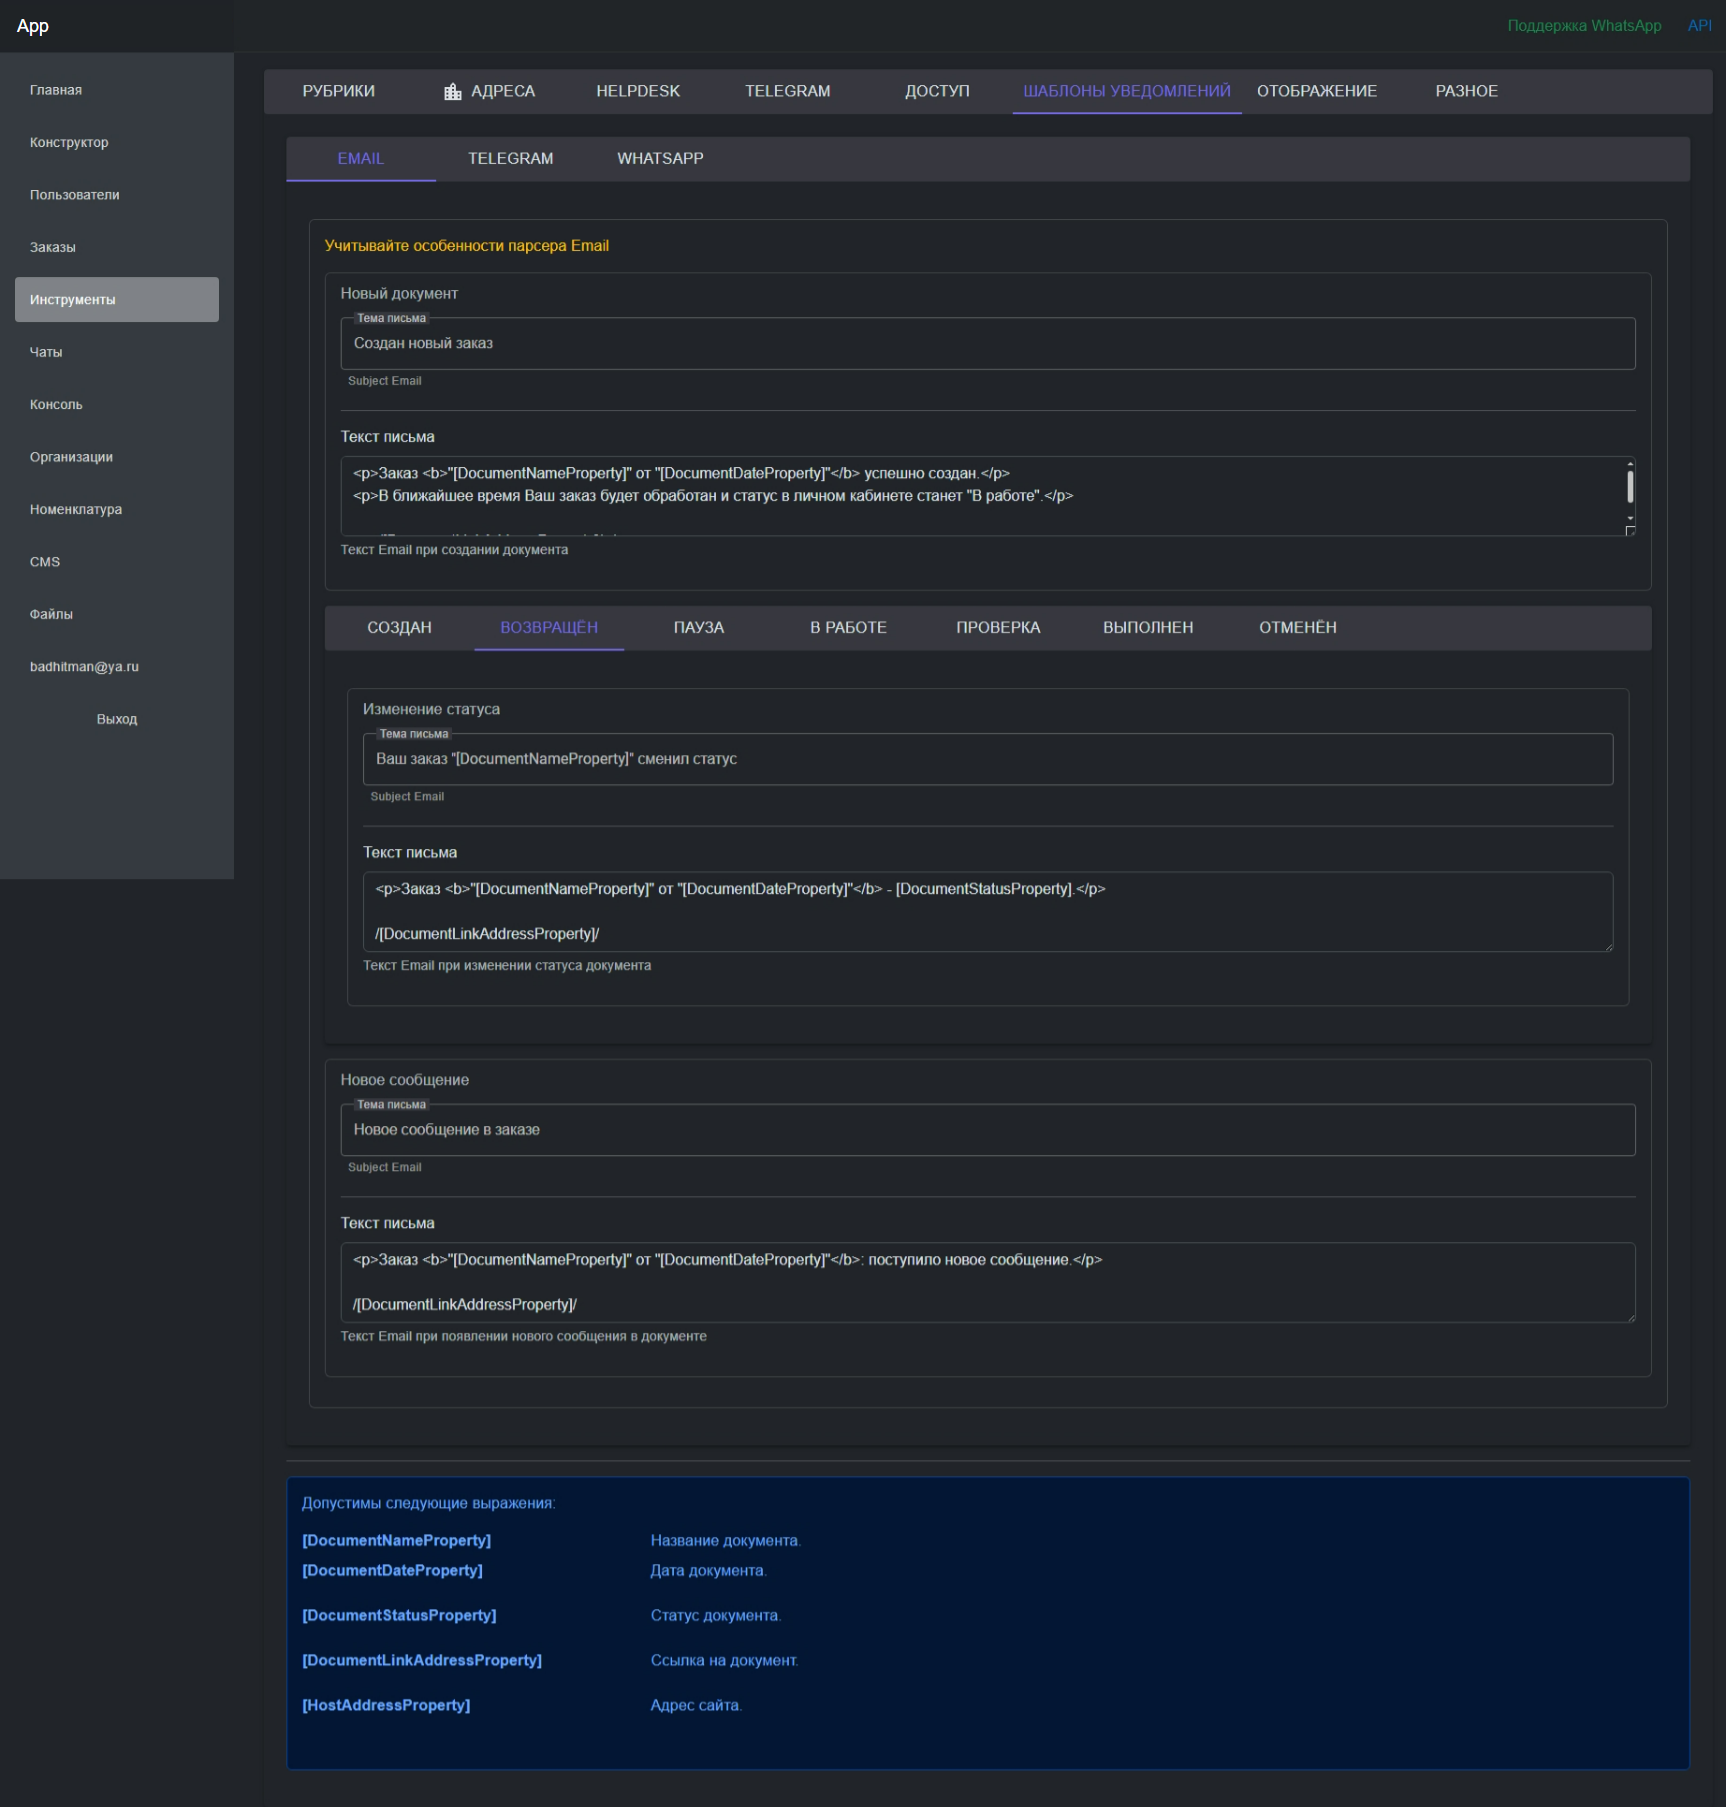 App
Поддержка WhatsApp API
Главная
Конструктор
Пользователи
Заказы
Инструменты
Чаты
Консоль
Организации
Номенклатура
CMS
Файлы
badhitman@ya.ru
Выход
РУБРИКИ АДРЕСА HELPDESK TELEGRAM ДОСТУП ШАБЛОНЫ УВЕДОМЛЕНИЙ ОТОБРАЖЕНИЕ РАЗНОЕ
EMAIL TELEGRAM WHATSAPP
Учитывайте особенности парсера Email
Новый документ
Тема письма
Создан новый заказ
Subject Email
Текст письма
<p>Заказ <b>"[DocumentNameProperty]" от "[DocumentDateProperty]"</b> успешно создан.</p>
<p>В ближайшее время Ваш заказ будет обработан и статус в личном кабинете станет "В работе".</p>
Текст Email при создании документа
СОЗДАН ВОЗВРАЩЁН ПАУЗА В РАБОТЕ ПРОВЕРКА ВЫПОЛНЕН ОТМЕНЁН
Изменение статуса
Тема письма
Ваш заказ "[DocumentNameProperty]" сменил статус
Subject Email
Текст письма
<p>Заказ <b>"[DocumentNameProperty]" от "[DocumentDateProperty]"</b> - [DocumentStatusProperty].</p>
/[DocumentLinkAddressProperty]/
Текст Email при изменении статуса документа
Новое сообщение
Тема письма
Новое сообщение в заказе
Subject Email
Текст письма
<p>Заказ <b>"[DocumentNameProperty]" от "[DocumentDateProperty]"</b>: поступило новое сообщение.</p>
/[DocumentLinkAddressProperty]/
Текст Email при появлении нового сообщения в документе
Допустимы следующие выражения:
[DocumentNameProperty] Название документа.
[DocumentDateProperty] Дата документа.
[DocumentStatusProperty] Статус документа.
[DocumentLinkAddressProperty] Ссылка на документ.
[HostAddressProperty] Адрес сайта.